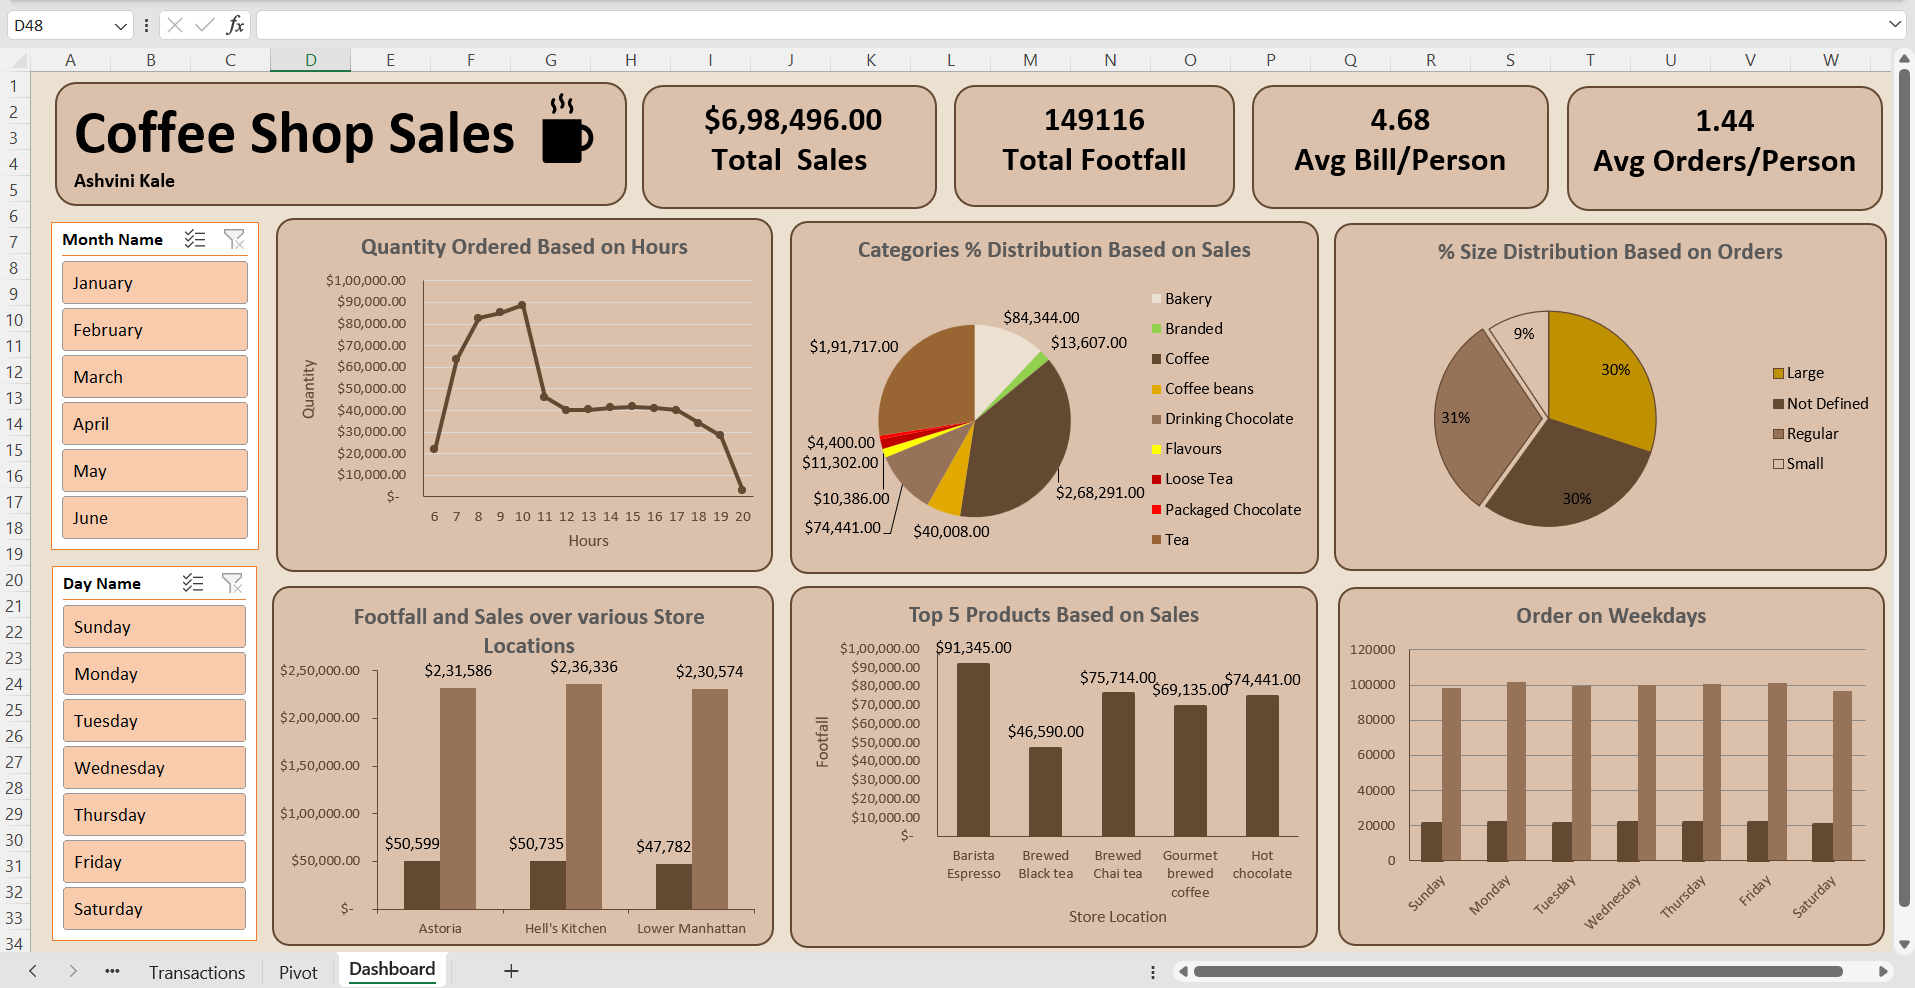 D48
fx
A B C D E F G H I J K L M N O P Q R S T U V W
1
2
3
4
5
6
7
8
9
10
11
12
13
14
15
16
17
18
19
20
21
22
23
24
25
26
27
28
29
30
31
32
33
34
Coffee Shop Sales
Ashvini Kale
$6,98,496.00
Total Sales
149116
Total Footfall
4.68
Avg Bill/Person
1.44
Avg Orders/Person
Month Name
January
February
March
April
May
June
Day Name
Sunday
Monday
Tuesday
Wednesday
Thursday
Friday
Saturday
Quantity Ordered Based on Hours
Quantity
$1,00,000.00
$90,000.00
$80,000.00
$70,000.00
$60,000.00
$50,000.00
$40,000.00
$30,000.00
$20,000.00
$10,000.00
$-
6 7 8 9 10 11 12 13 14 15 16 17 18 19 20
Hours
Categories % Distribution Based on Sales
$84,344.00
$13,607.00
$1,91,717.00
$4,400.00
$11,302.00
$10,386.00
$74,441.00
$40,008.00
$2,68,291.00
Bakery
Branded
Coffee
Coffee beans
Drinking Chocolate
Flavours
Loose Tea
Packaged Chocolate
Tea
% Size Distribution Based on Orders
9%
30%
31%
30%
Large
Not Defined
Regular
Small
Footfall and Sales over various Store
Locations
$2,50,000.00
$2,00,000.00
$1,50,000.00
$1,00,000.00
$50,000.00
$-
$2,31,586
$2,36,336
$2,30,574
$50,599
$50,735
$47,782
Astoria
Hell's Kitchen
Lower Manhattan
Top 5 Products Based on Sales
Footfall
$1,00,000.00
$90,000.00
$80,000.00
$70,000.00
$60,000.00
$50,000.00
$40,000.00
$30,000.00
$20,000.00
$10,000.00
$-
$91,345.00
$46,590.00
$75,714.00
$69,135.00
$74,441.00
Barista
Espresso
Brewed
Black tea
Brewed
Chai tea
Gourmet
brewed
coffee
Hot
chocolate
Store Location
Order on Weekdays
120000
100000
80000
60000
40000
20000
0
Sunday
Monday
Tuesday
Wednesday
Thursday
Friday
Saturday
Transactions
Pivot
Dashboard